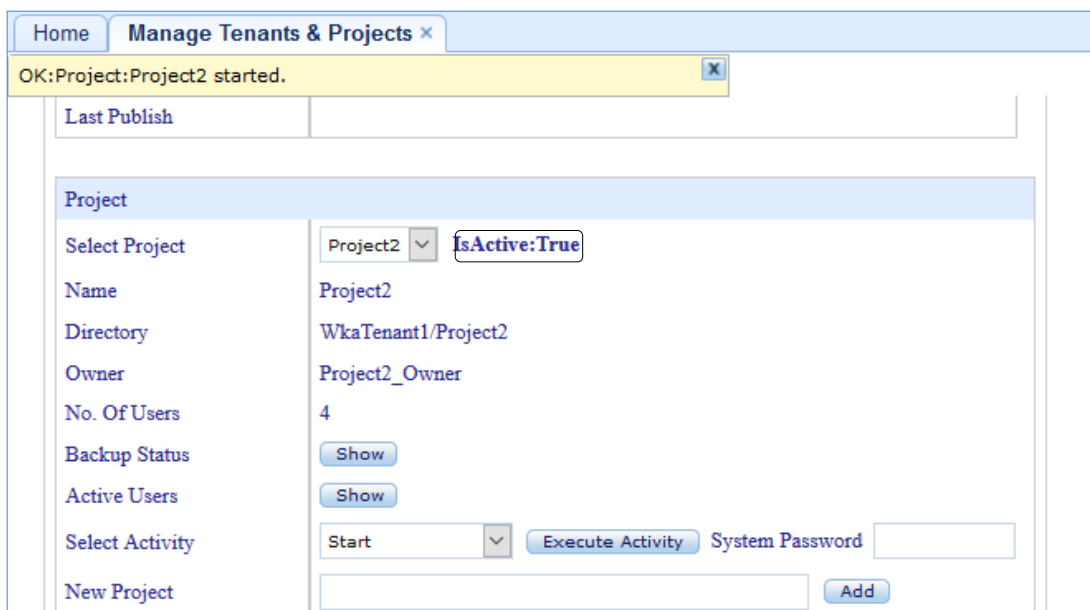 Home Manage Tenants & Projects ×
OK:Project:Project2 started. X
Last Publish
Project
Select Project Project2 IsActive:True
Name Project2
Directory WkaTenant1/Project2
Owner Project2_Owner
No. Of Users 4
Backup Status Show
Active Users Show
Select Activity Start Execute Activity System Password
New Project Add